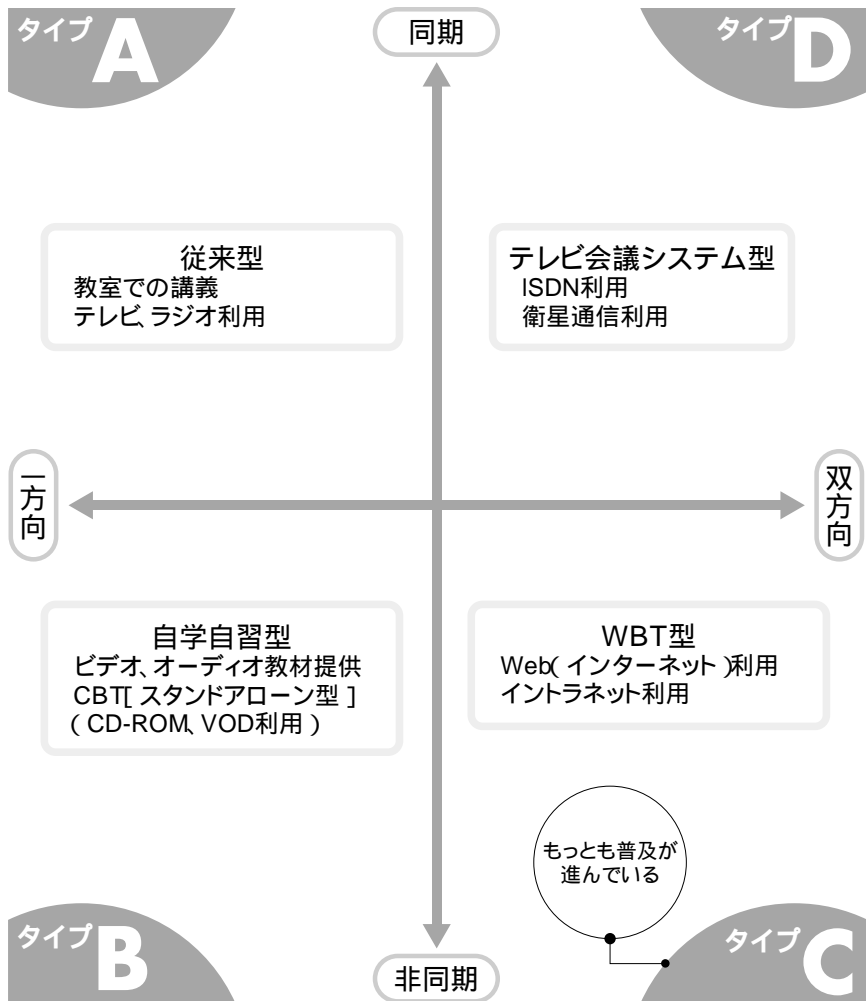 タイプA
同期
タイプD
従来型
教室での講義
テレビ、ラジオ利用
テレビ会議システム型
ISDN利用
衛星通信利用
一方向
双方向
自学自習型
ビデオ、オーディオ教材提供
CBT[スタンドアローン型]
(CD-ROM、VOD利用)
WBT型
Web(インターネット)利用
イントラネット利用
もっとも普及が
進んでいる
タイプB
非同期
タイプC